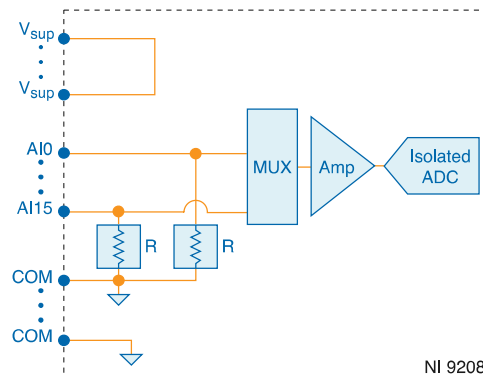 Vsup
Vsup
AI0
MUX
Amp
Isolated
ADC
AI15
R
R
COM
COM
NI 9208